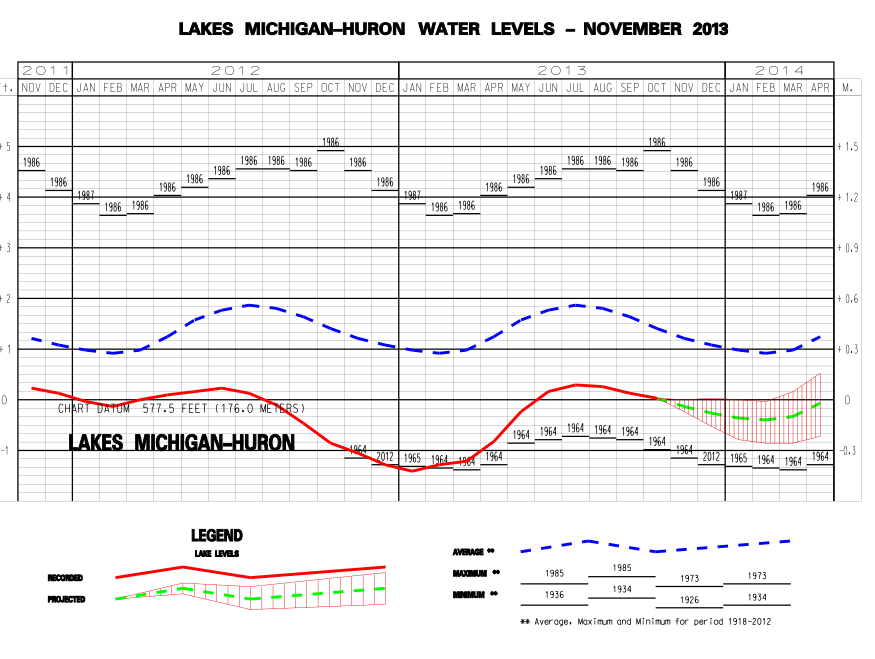 LAKES MICHIGAN–HURON WATER LEVELS – NOVEMBER 2013
2011 2012 2013 2014
NOV DEC JAN FEB MAR APR MAY JUN JUL AUG SEP OCT NOV DEC JAN FEB MAR APR MAY JUN JUL AUG SEP OCT NOV DEC JAN FEB MAR APR M.
1986 1986
+ 5 1986 1986 1986 1986 1986 1986 1986 1986 1986 1986 1986 + 1.5
1986 1986 1986 1986 1986 1986 1986 1986 1986 1986 1986
+ 4 1987 1986 1986 1987 1986 1986 1987 1986 1986 + 1.2
+ 3 + 0.9
+ 2 + 0.6
+ 1 + 0.3
0 0
CHART DATUM 577.5 FEET (176.0 METERS)
LAKES MICHIGAN–HURON
1964 1964 1964 1964 1964 1964
-1 1964 2012 1965 1964 1964 1964 1964 2012 1965 1964 1964 1964 -0.3
LEGEND
LAKE LEVELS
RECORDED
PROJECTED
AVERAGE **
MAXIMUM ** 1985 1985 1973 1973
MINIMUM ** 1936 1934 1926 1934
** Average, Maximum and Minimum for period 1918-2012